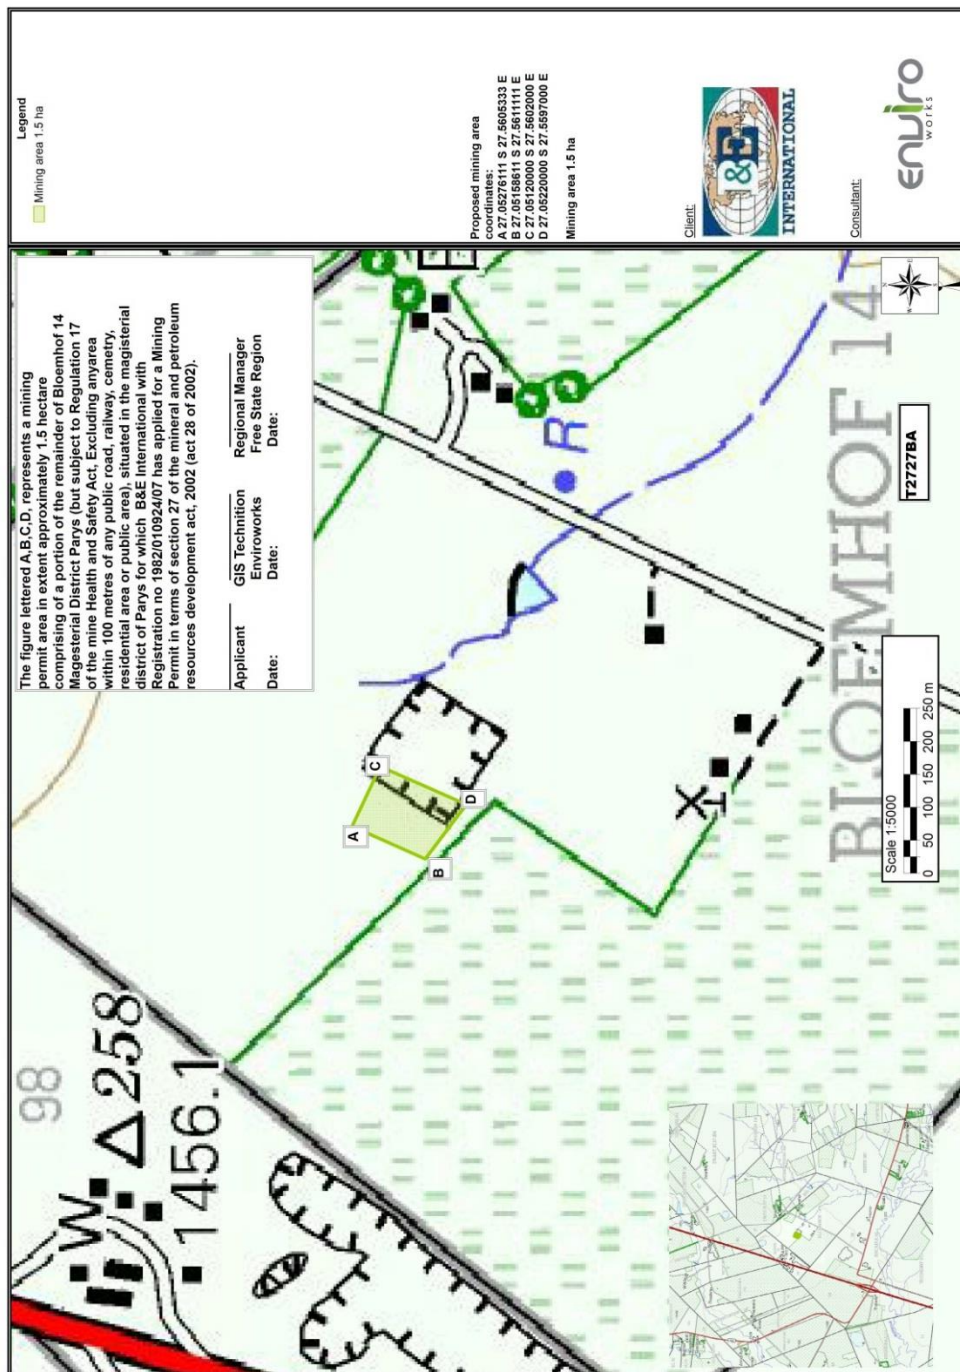 Legend
Mining area 1.5 ha
Proposed mining area
coordinates:
A 27.05276111 S 27.5605333 E
B 27.05158611 S 27.5611111 E
C 27.05120000 S 27.5602000 E
D 27.05220000 S 27.5597000 E
Mining area 1.5 ha
Client:
B&E
INTERNATIONAL
Consultant:
enviro
works
The figure lettered A,B,C,D, represents a mining
permit area in extent approximately 1.5 hectare
comprising of a portion of the remainder of Bloemhof 14
Magesterial District Parys (but subject to Regulation 17
of the mine Health and Safety Act, Excluding anyarea
within 100 metres of any public road, railway, cemetry,
residential area or public area), situated in the magisterial
district of Parys for which B&E International with
Registration no 1982/010924/07 has applied for a Mining
Permit in terms of section 27 of the mineral and petroleum
resources development act, 2002 (act 28 of 2002).
Applicant
GIS Technition
Enviroworks
Regional Manager
Free State Region
Date:
Date:
Date:
98
W
258
1456.1
A
B
C
D
R
BLOEMHOF 14
T2727BA
Scale 1:5000
0 50 100 150 200 250 m